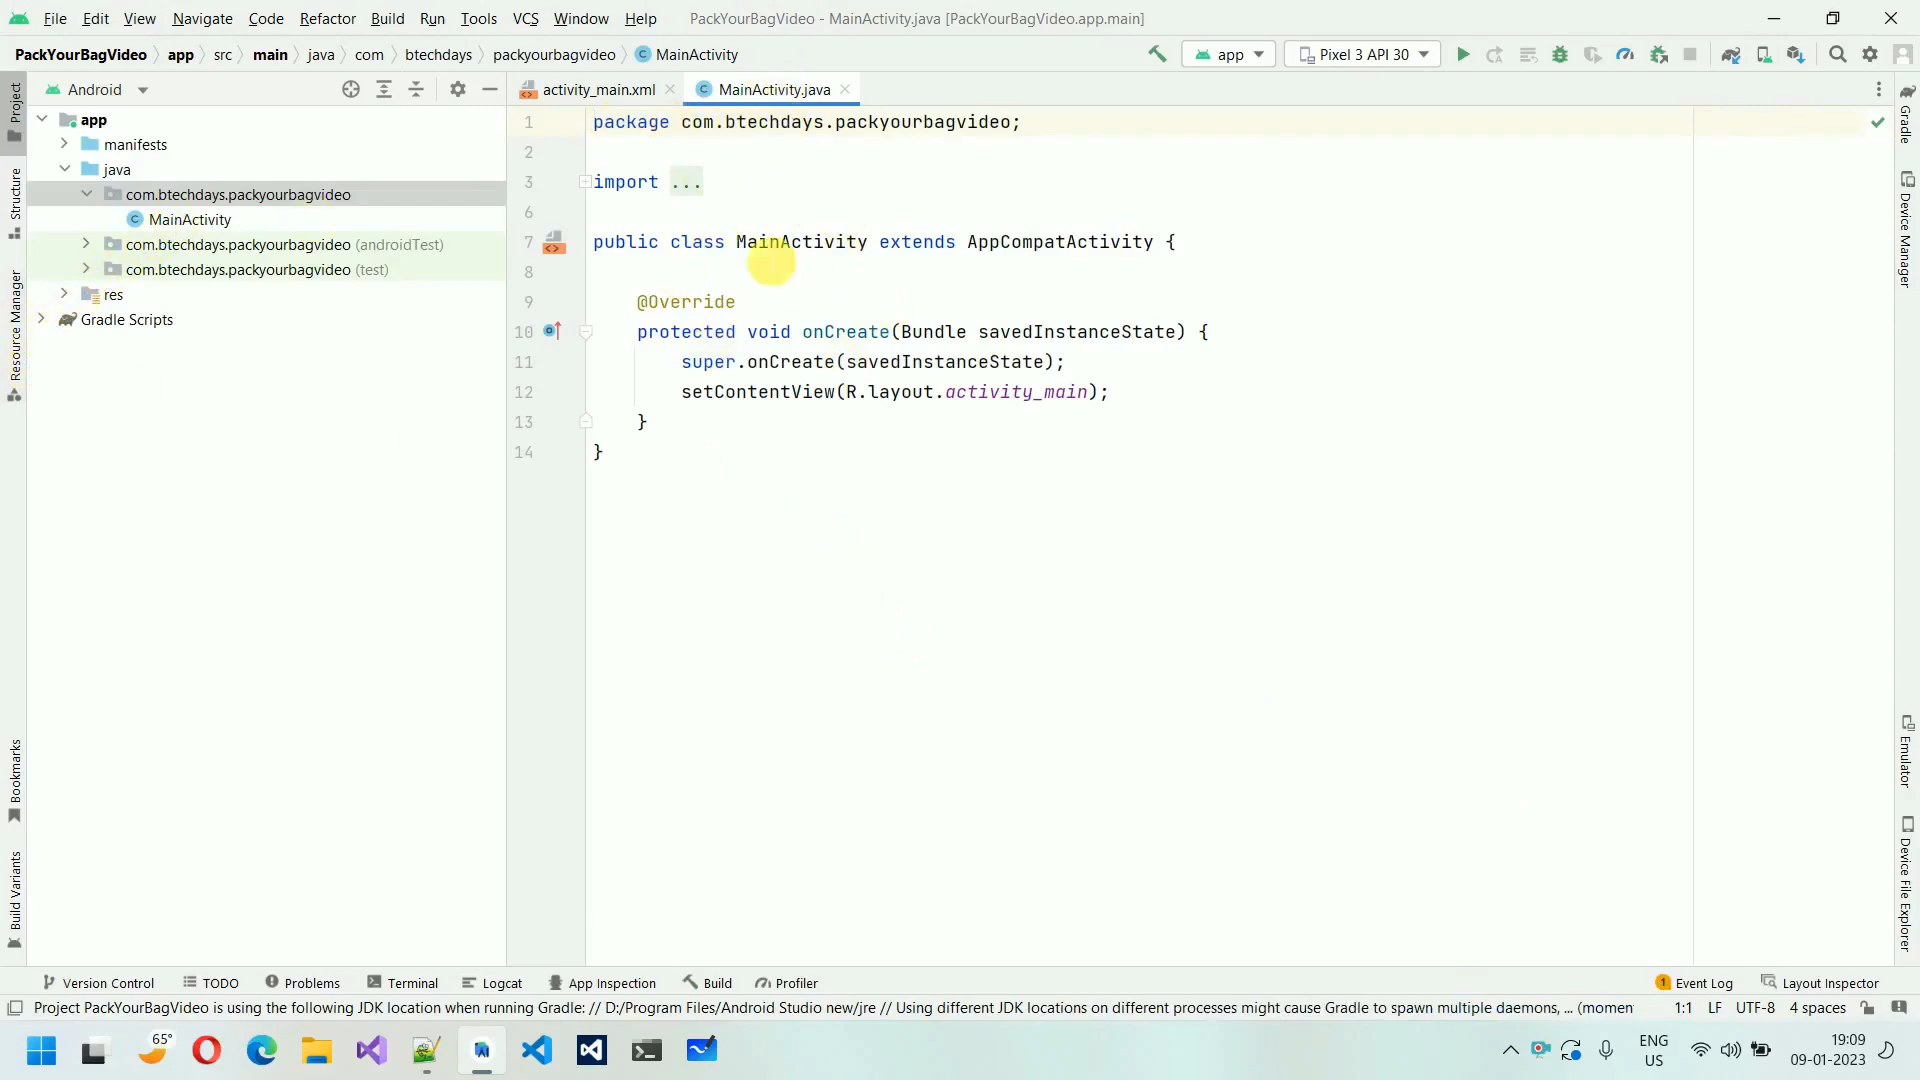 File Edit View Navigate Code Refactor Build Run Tools VCS Window Help PackYourBagVideo - MainActivity.java [PackYourBagVideo.app.main]
PackYourBagVideo app src main java com btechdays packyourbagvideo MainActivity app Pixel 3 API 30
Android
activity_main.xml MainActivity.java
Project
Structure
Resource Manager
Bookmarks
Build Variants
app
manifests
java
com.btechdays.packyourbagvideo
MainActivity
com.btechdays.packyourbagvideo (androidTest)
com.btechdays.packyourbagvideo (test)
res
Gradle Scripts
1 package com.btechdays.packyourbagvideo;
2
3 import ...
6
7 public class MainActivity extends AppCompatActivity {
8
9 @Override
10 protected void onCreate(Bundle savedInstanceState) {
11 super.onCreate(savedInstanceState);
12 setContentView(R.layout.activity_main);
13 }
14 }
Gradle
Device Manager
Emulator
Device File Explorer
Version Control TODO Problems Terminal Logcat App Inspection Build Profiler 1 Event Log Layout Inspector
Project PackYourBagVideo is using the following JDK location when running Gradle: // D:/Program Files/Android Studio new/jre // Using different JDK locations on different processes might cause Gradle to spawn multiple daemons, ... (momen 1:1 LF UTF-8 4 spaces
65°
ENG
US
19:09
09-01-2023